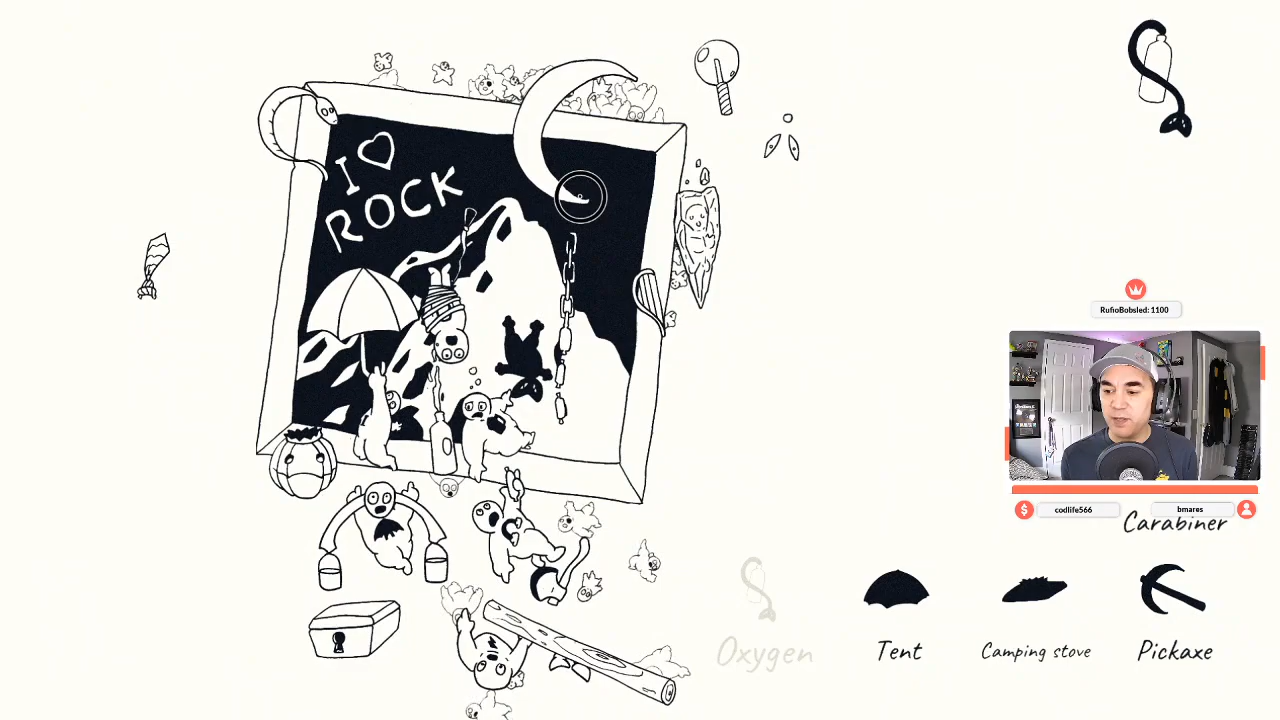 I
ROCK
RufioBobsled: 1100
codlife566
bmares
Carabiner
Oxygen
Tent
Camping stove
Pickaxe